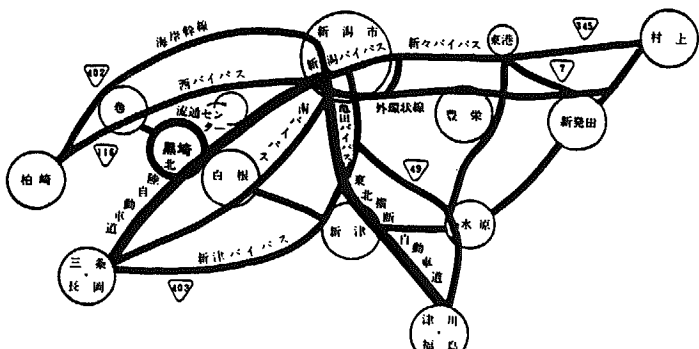 海岸幹線
新潟市
新潟バイパス
新々バイパス
東港
345
村上
402
西バイパス
7
巻
流通センター
南バイパス
亀田バイパス
外環状線
豊栄
新発田
116
黒埼
柏崎
白根
49
北陸自動車道
東北横断自動車道
新津
水原
新津バイパス
三条・長岡
403
津川・福島